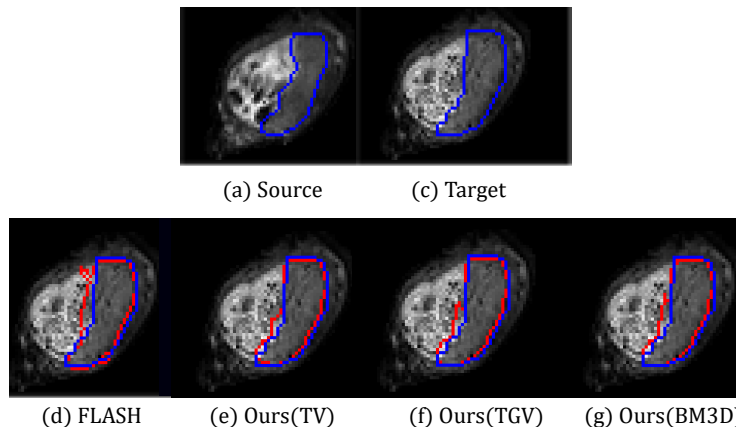 (a) Source
(c) Target
(d) FLASH
(e) Ours(TV)
(f) Ours(TGV)
(g) Ours(BM3D)